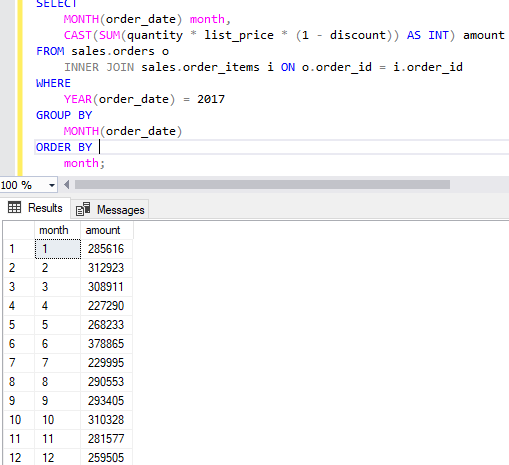 SELECT
MONTH(order_date) month,
CAST(SUM(quantity * list_price * (1 - discount)) AS INT) amount
FROM sales.orders o
INNER JOIN sales.order_items i ON o.order_id = i.order_id
WHERE
YEAR(order_date) = 2017
GROUP BY
MONTH(order_date)
ORDER BY
month;
100 %
Results Messages
month amount
1 1 285616
2 2 312923
3 3 308911
4 4 227290
5 5 268233
6 6 378865
7 7 229995
8 8 290553
9 9 293405
10 10 310328
11 11 281577
12 12 259505